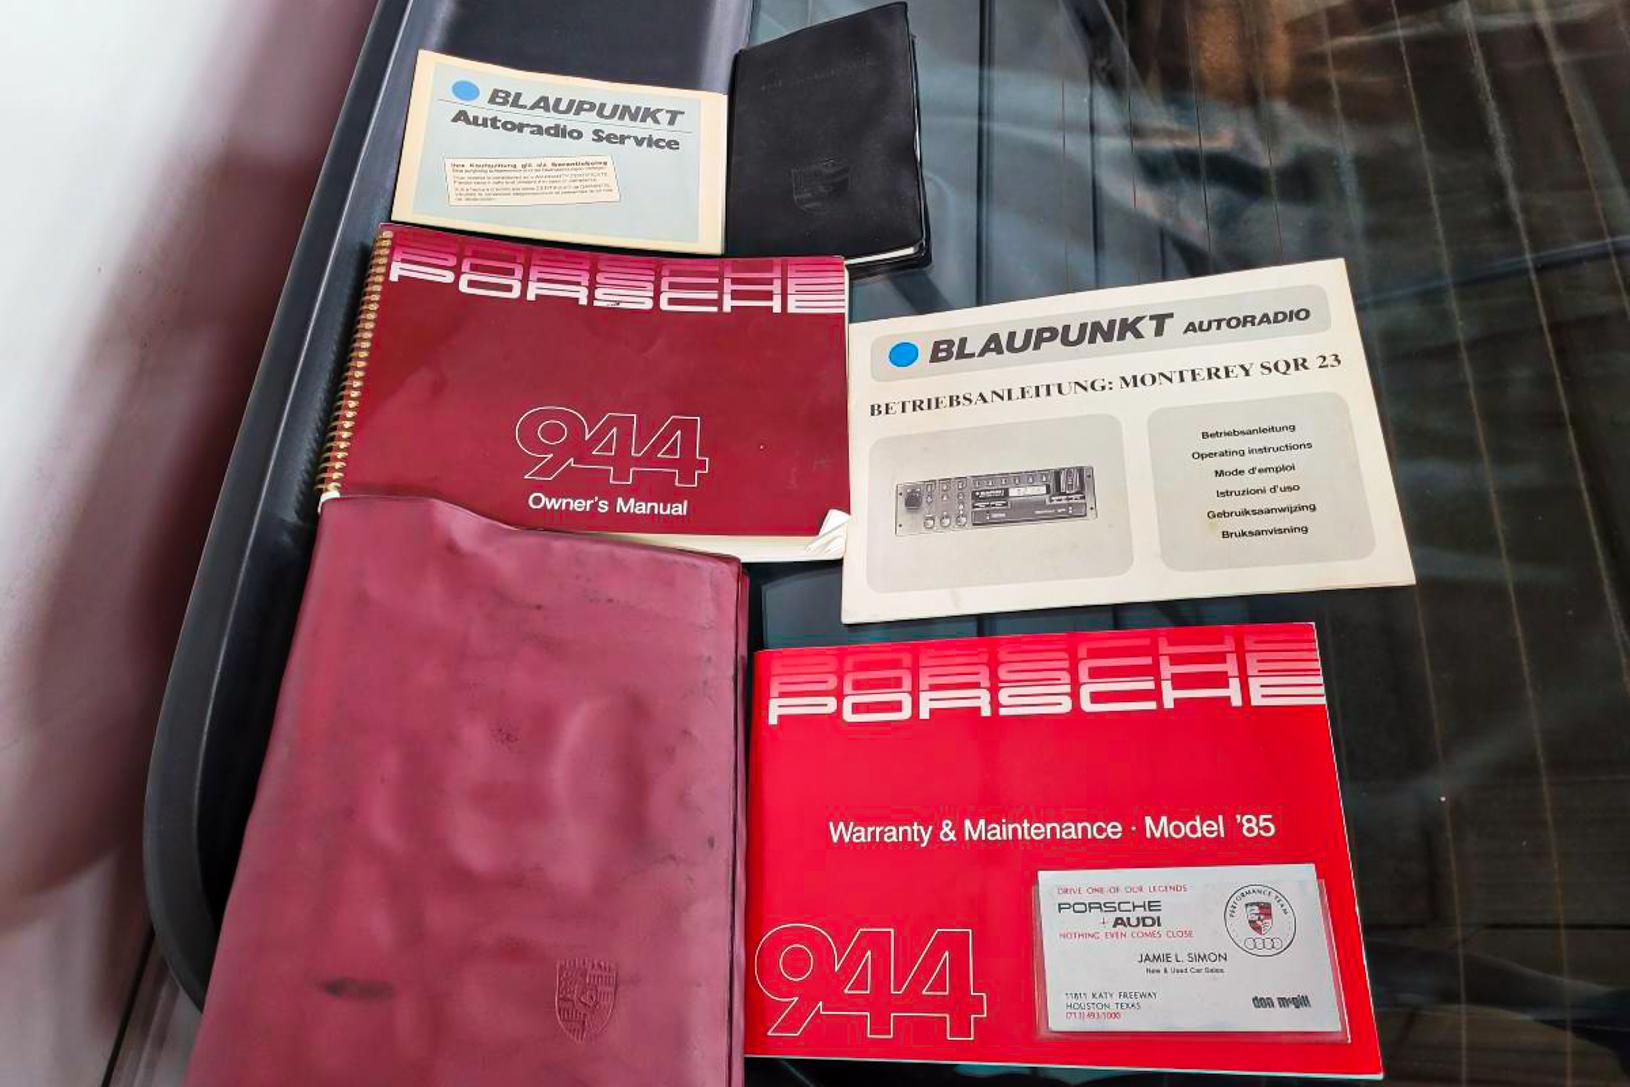 BLAUPUNKT
Autoradio Service
PORSCHE
PORSCHE
944
Owner's Manual
BLAUPUNKT AUTORADIO
BETRIEBSANLEITUNG: MONTEREY SQR 23
Betriebsanleitung
Operating instructions
Mode d'emploi
Istruzioni d'uso
Gebruiksaanwijzing
Bruksanvisning
PORSCHE
PORSCHE
PORSCHE
Warranty & Maintenance · Model '85
944
DRIVE ONE OF OUR LEGENDS
PORSCHE
+ AUDI
NOTHING EVEN COMES CLOSE
PERFORMANCE TEAM
JAMIE L. SIMON
New & Used Car Sales
11811 KATY FREEWAY
HOUSTON TEXAS
(713) 493/1000
don mcgill